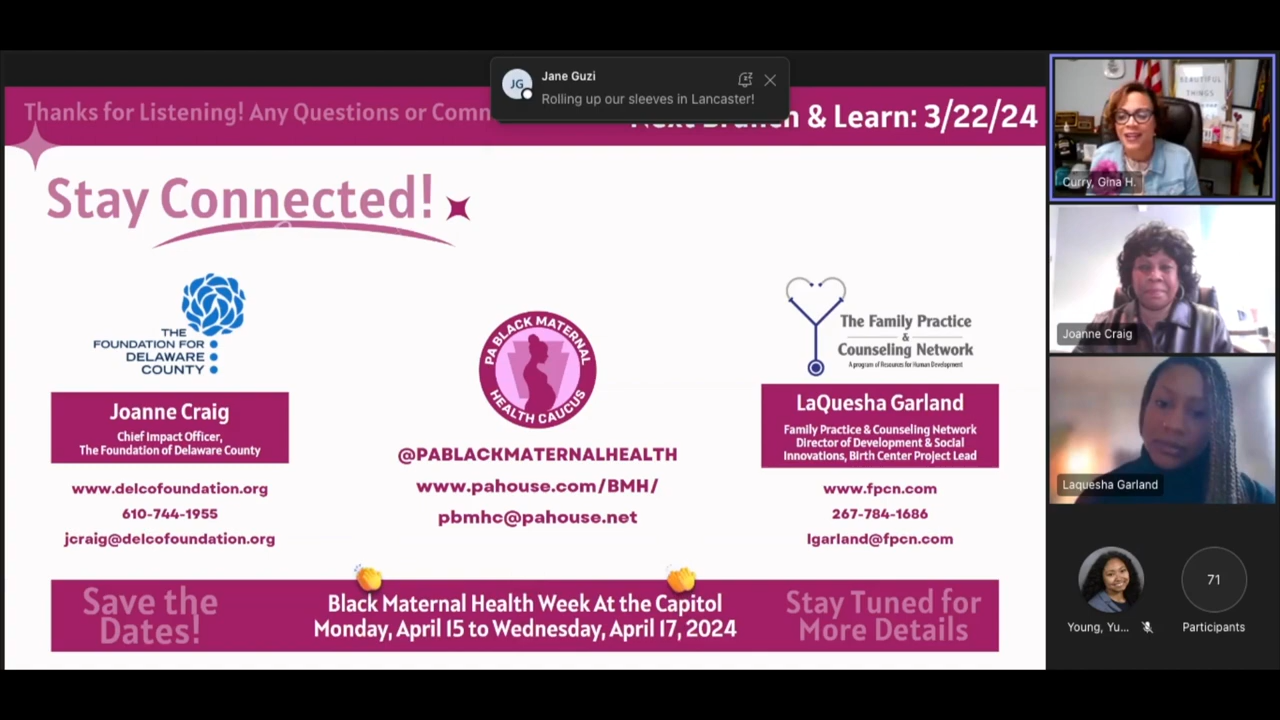 JG
Jane Guzi
Rolling up our sleeves in Lancaster!
Thanks for Listening! Any Questions or Comm
& Learn: 3/22/24
Stay Connected!
THE
FOUNDATION FOR
DELAWARE
COUNTY
Joanne Craig
Chief Impact Officer,
The Foundation of Delaware County
www.delcofoundation.org
610-744-1955
jcraig@delcofoundation.org
PA BLACK MATERNAL
HEALTH CAUCUS
@PABLACKMATERNALHEALTH
www.pahouse.com/BMH/
pbmhc@pahouse.net
The Family Practice
&
Counseling Network
A program of Resources for Human Development
LaQuesha Garland
Family Practice & Counseling Network
Director of Development & Social
Innovations, Birth Center Project Lead
www.fpcn.com
267-784-1686
lgarland@fpcn.com
Save the
Dates!
Black Maternal Health Week At the Capitol
Monday, April 15 to Wednesday, April 17, 2024
Stay Tuned for
More Details
BEAUTIFUL
THINGS
Curry, Gina H.
Joanne Craig
Laquesha Garland
Young, Yu...
71
Participants